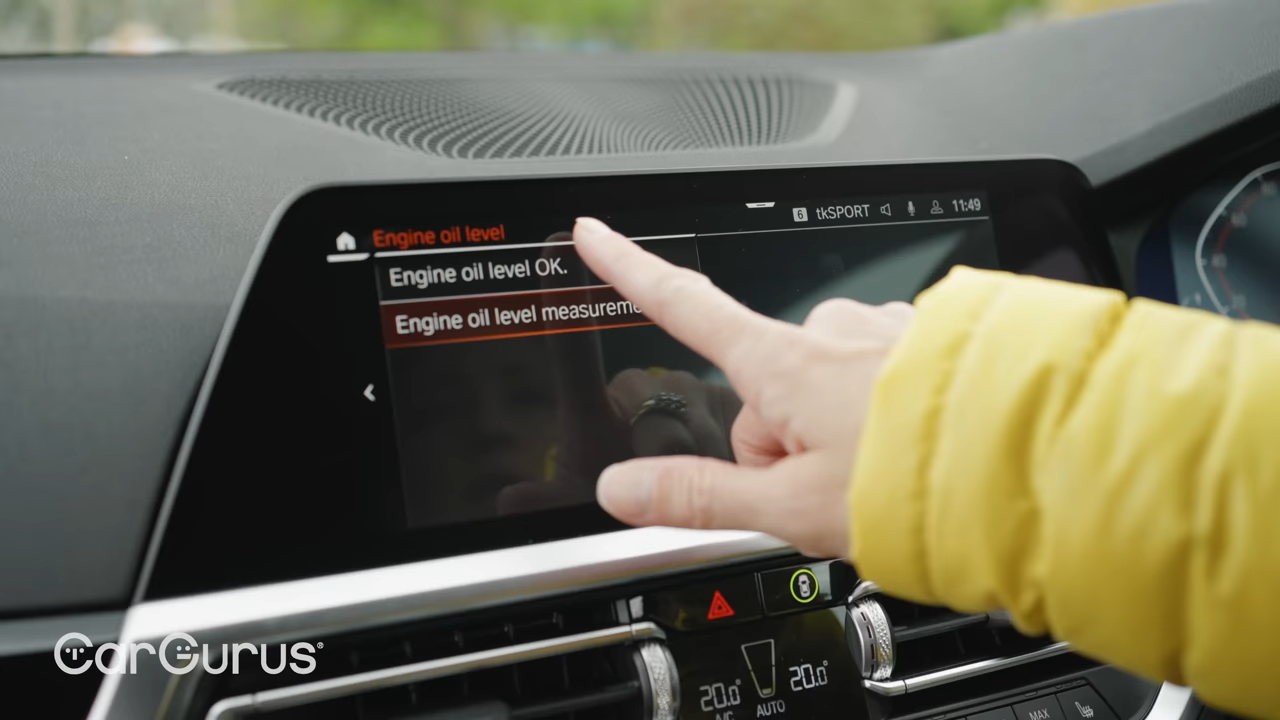 6 tkSPORT 11:49
Engine oil level
Engine oil level OK.
Engine oil level
20.0° 20.0°
A/C AUTO
MAX
CarGurus®